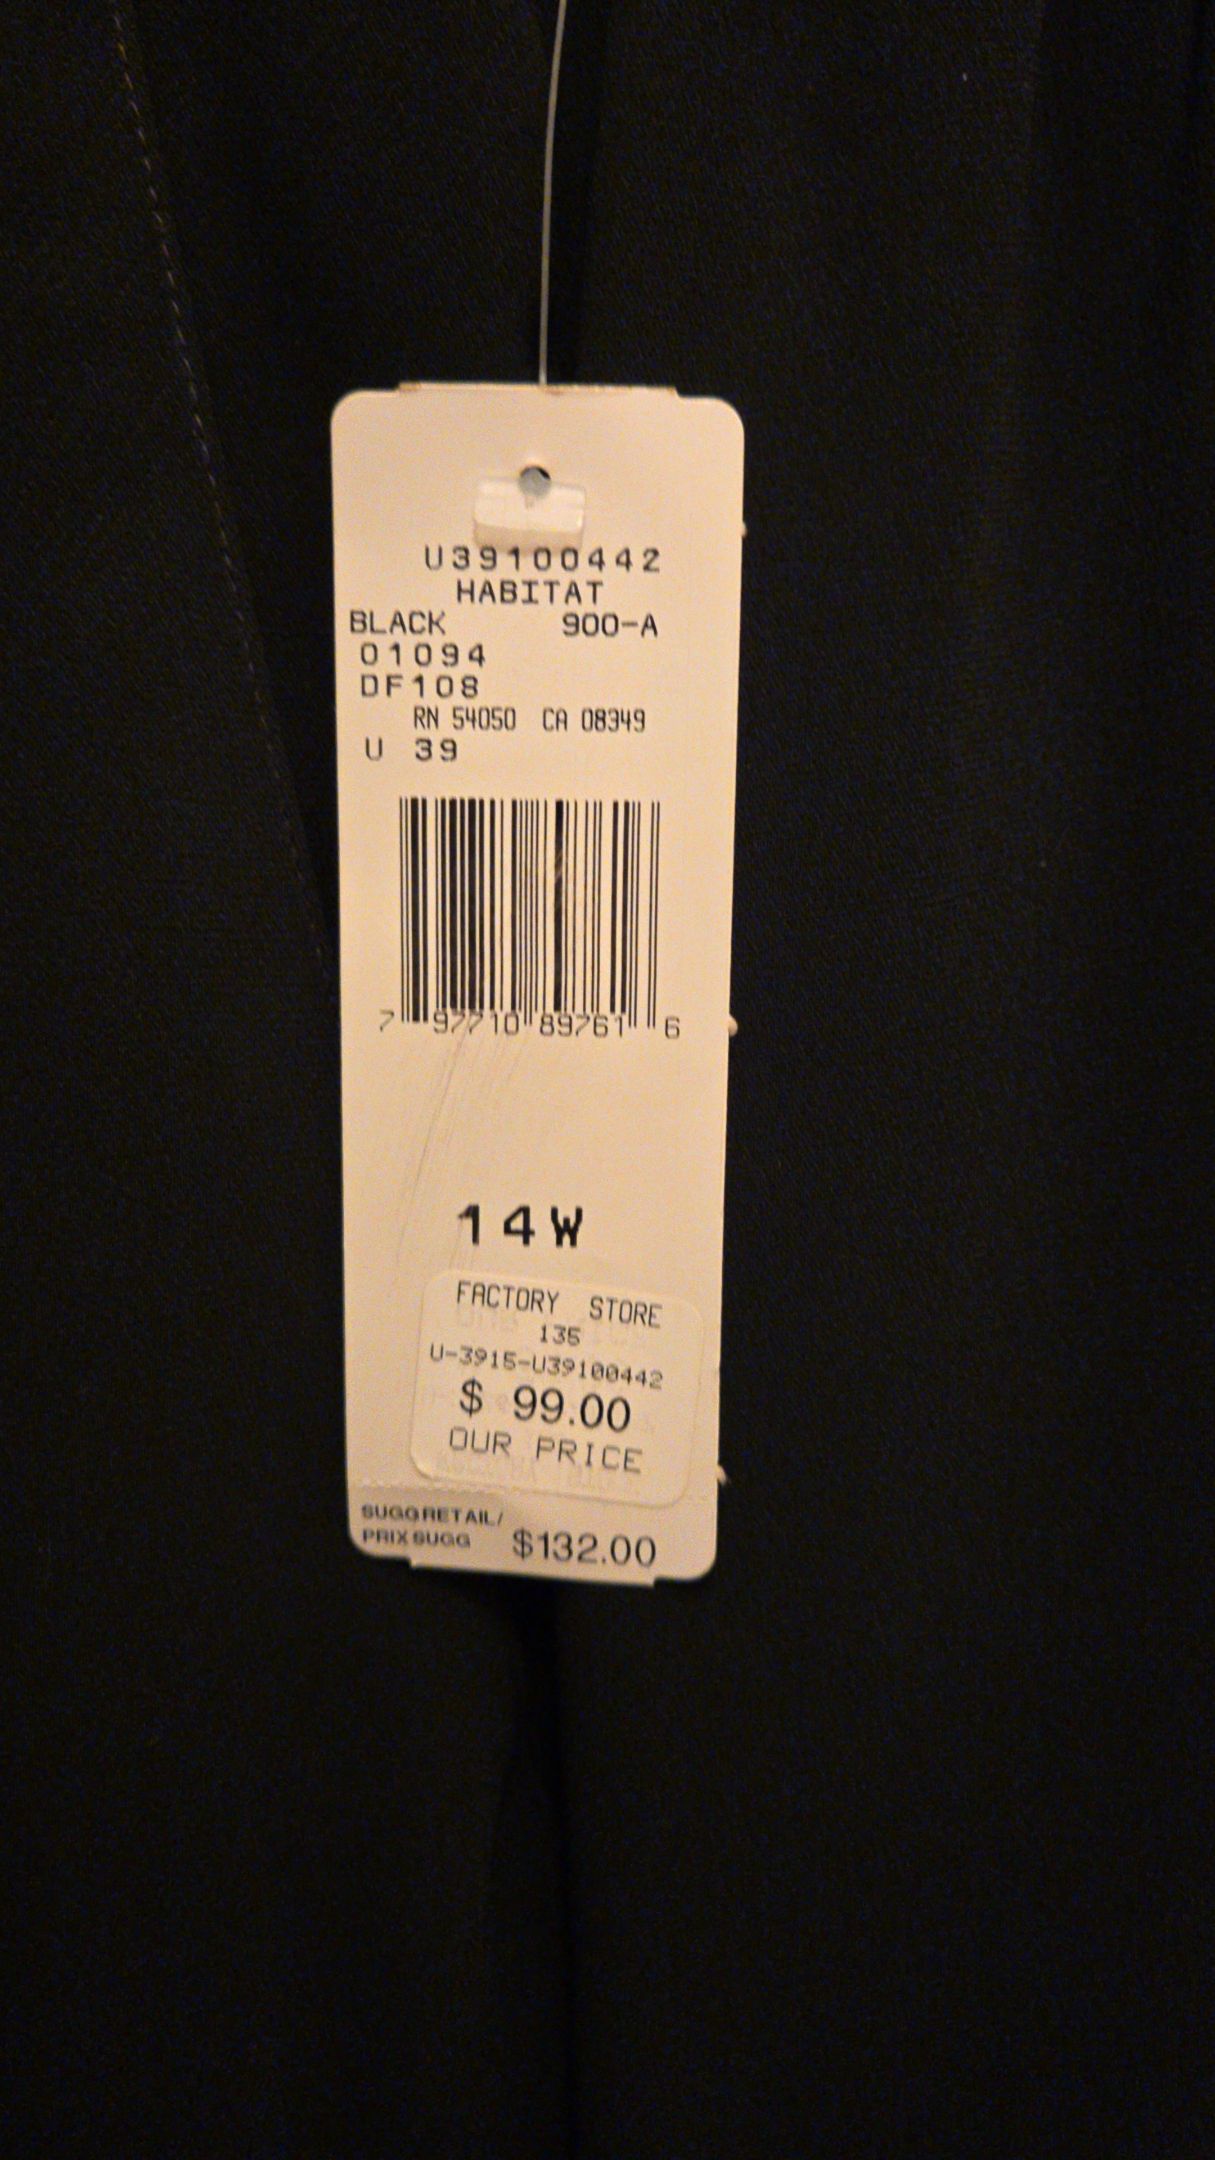 U39100442
HABITAT
BLACK 900-A
01094
DF108
RN 54050 CA 08349
U 39
7 97710 89761 6
14W
FACTORY STORE
135
U-3915-U39100442
$ 99.00
OUR PRICE
SUGG RETAIL/
PRIX SUGG $132.00